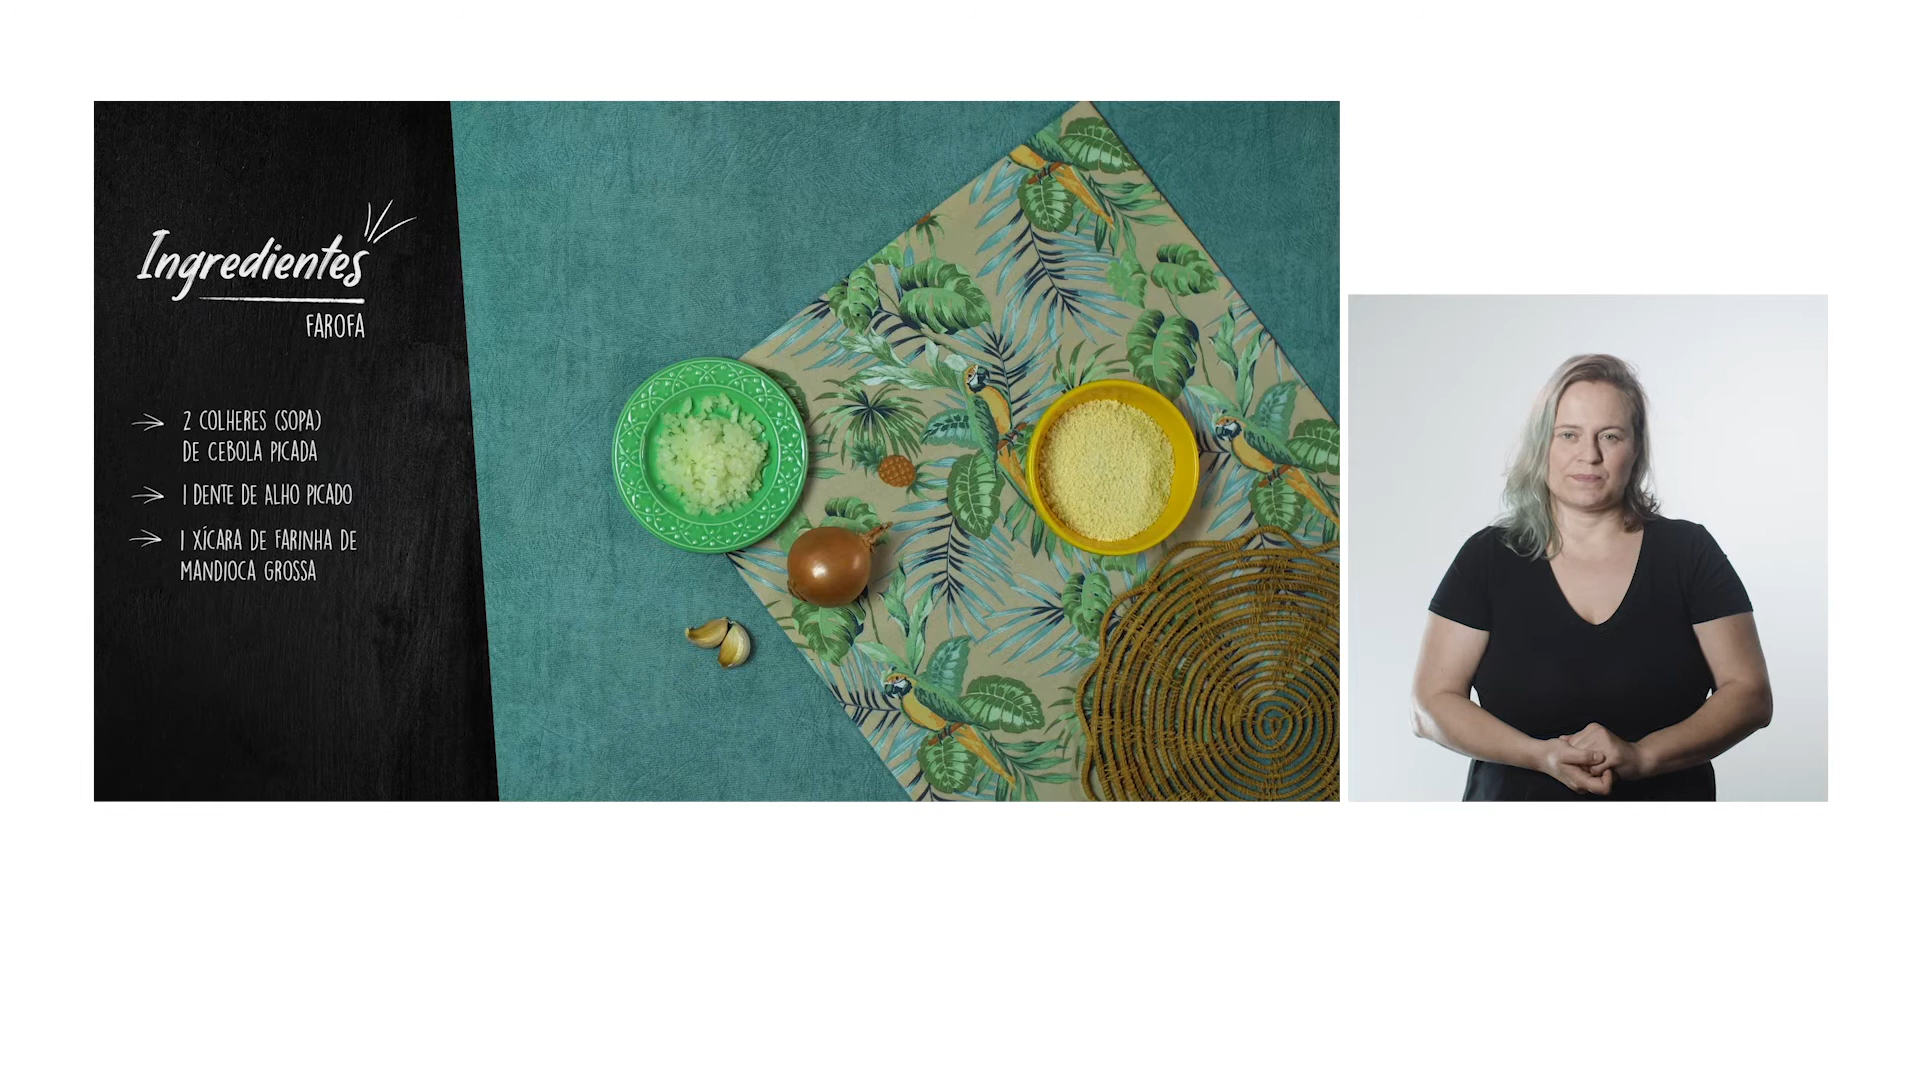 Ingredientes
FAROFA
2 COLHERES (SOPA)
DE CEBOLA PICADA
1 DENTE DE ALHO PICADO
1 XÍCARA DE FARINHA DE
MANDIOCA GROSSA